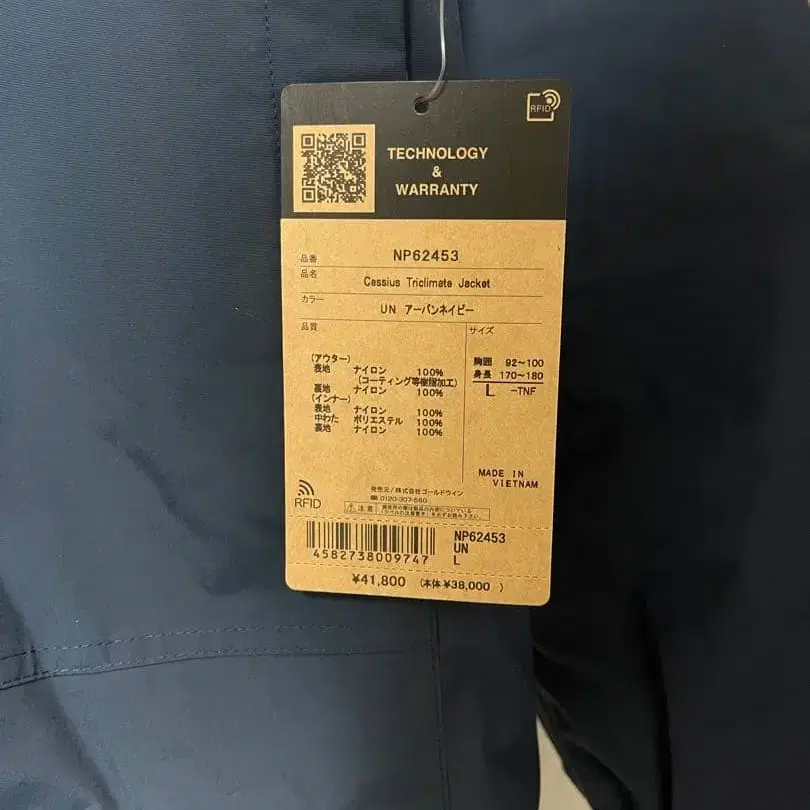 RFID
TECHNOLOGY
&
WARRANTY
品番 NP62453
品名 Cassius Triclimate Jacket
カラー UN アーバンネイビー
品質
(アウター)
表地 ナイロン 100%
(コーティング等樹脂加工)
裏地 ナイロン 100%
(インナー)
表地 ナイロン 100%
中わた ポリエステル 100%
裏地 ナイロン 100%
サイズ
胸囲 92~100
身長 170~180
L -TNF
MADE IN
VIETNAM
RFID
発売元/株式会社ゴールドウイン
☎0120-307-560
⚠注意
4582738009747
NP62453
UN
L
¥41,800 (本体¥38,000 )